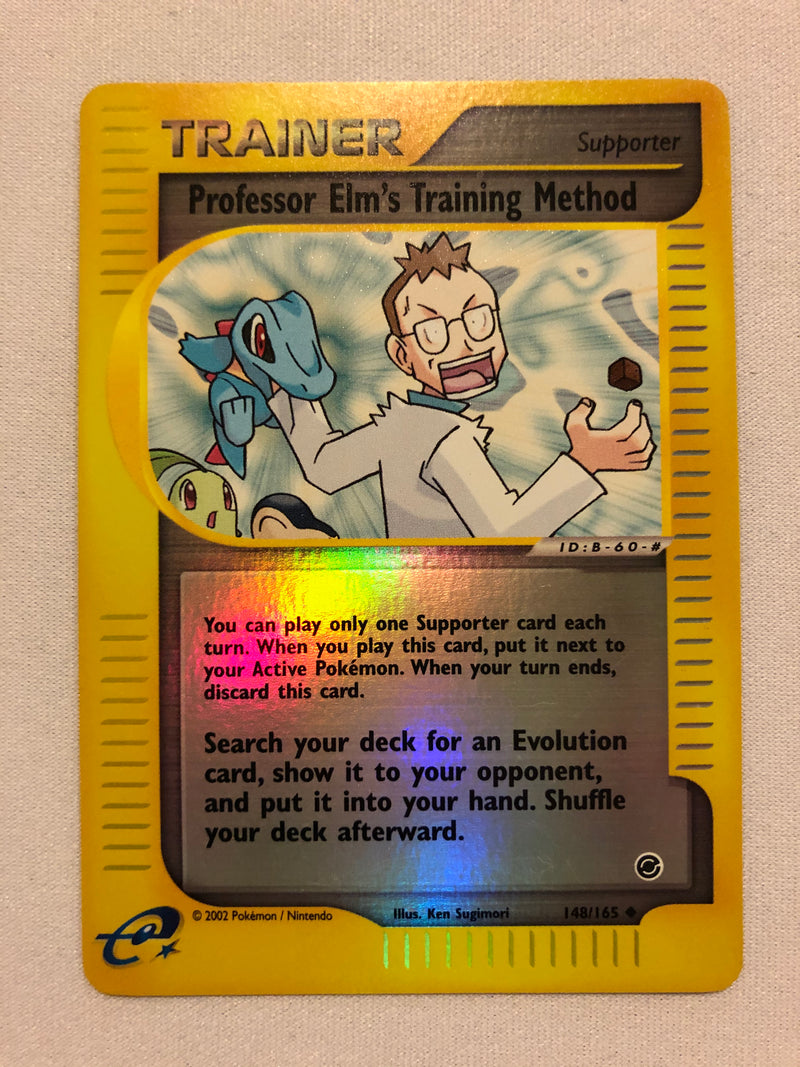 TRAINER
Supporter
Professor Elm's Training Method
ID:B-60-#
You can play only one Supporter card each
turn. When you play this card, put it next to
your Active Pokémon. When your turn ends,
discard this card.
Search your deck for an Evolution
card, show it to your opponent,
and put it into your hand. Shuffle
your deck afterward.
© 2002 Pokémon / Nintendo
Illus. Ken Sugimori
148/165
e